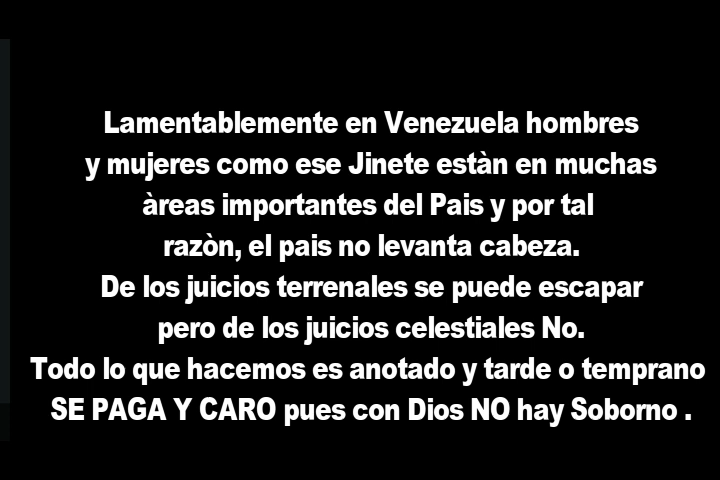 Lamentablemente en Venezuela hombres
y mujeres como ese Jinete estàn en muchas
àreas importantes del Pais y por tal
razòn, el pais no levanta cabeza.
De los juicios terrenales se puede escapar
pero de los juicios celestiales No.
Todo lo que hacemos es anotado y tarde o temprano
SE PAGA Y CARO pues con Dios NO hay Soborno .